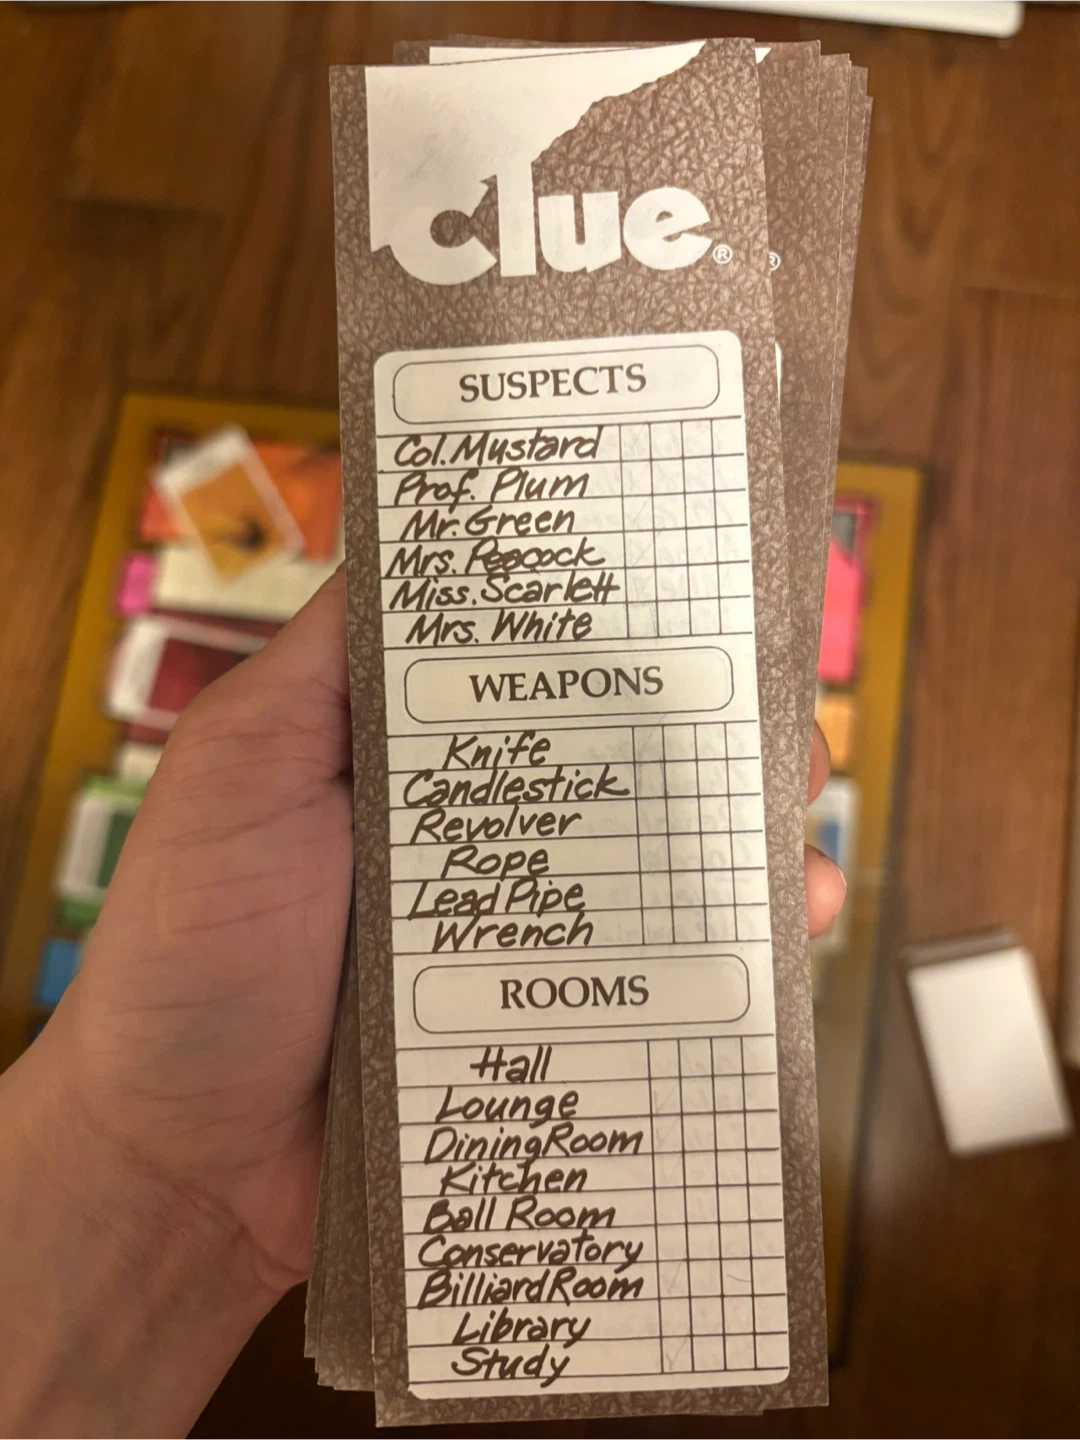 Clue®
®
SUSPECTS
Col. Mustard
Prof. Plum
Mr. Green
Mrs. Peacock
Miss. Scarlett
Mrs. White
WEAPONS
Knife
Candlestick
Revolver
Rope
Lead Pipe
Wrench
ROOMS
Hall
Lounge
Dining Room
Kitchen
Ball Room
Conservatory
Billiard Room
Library
Study